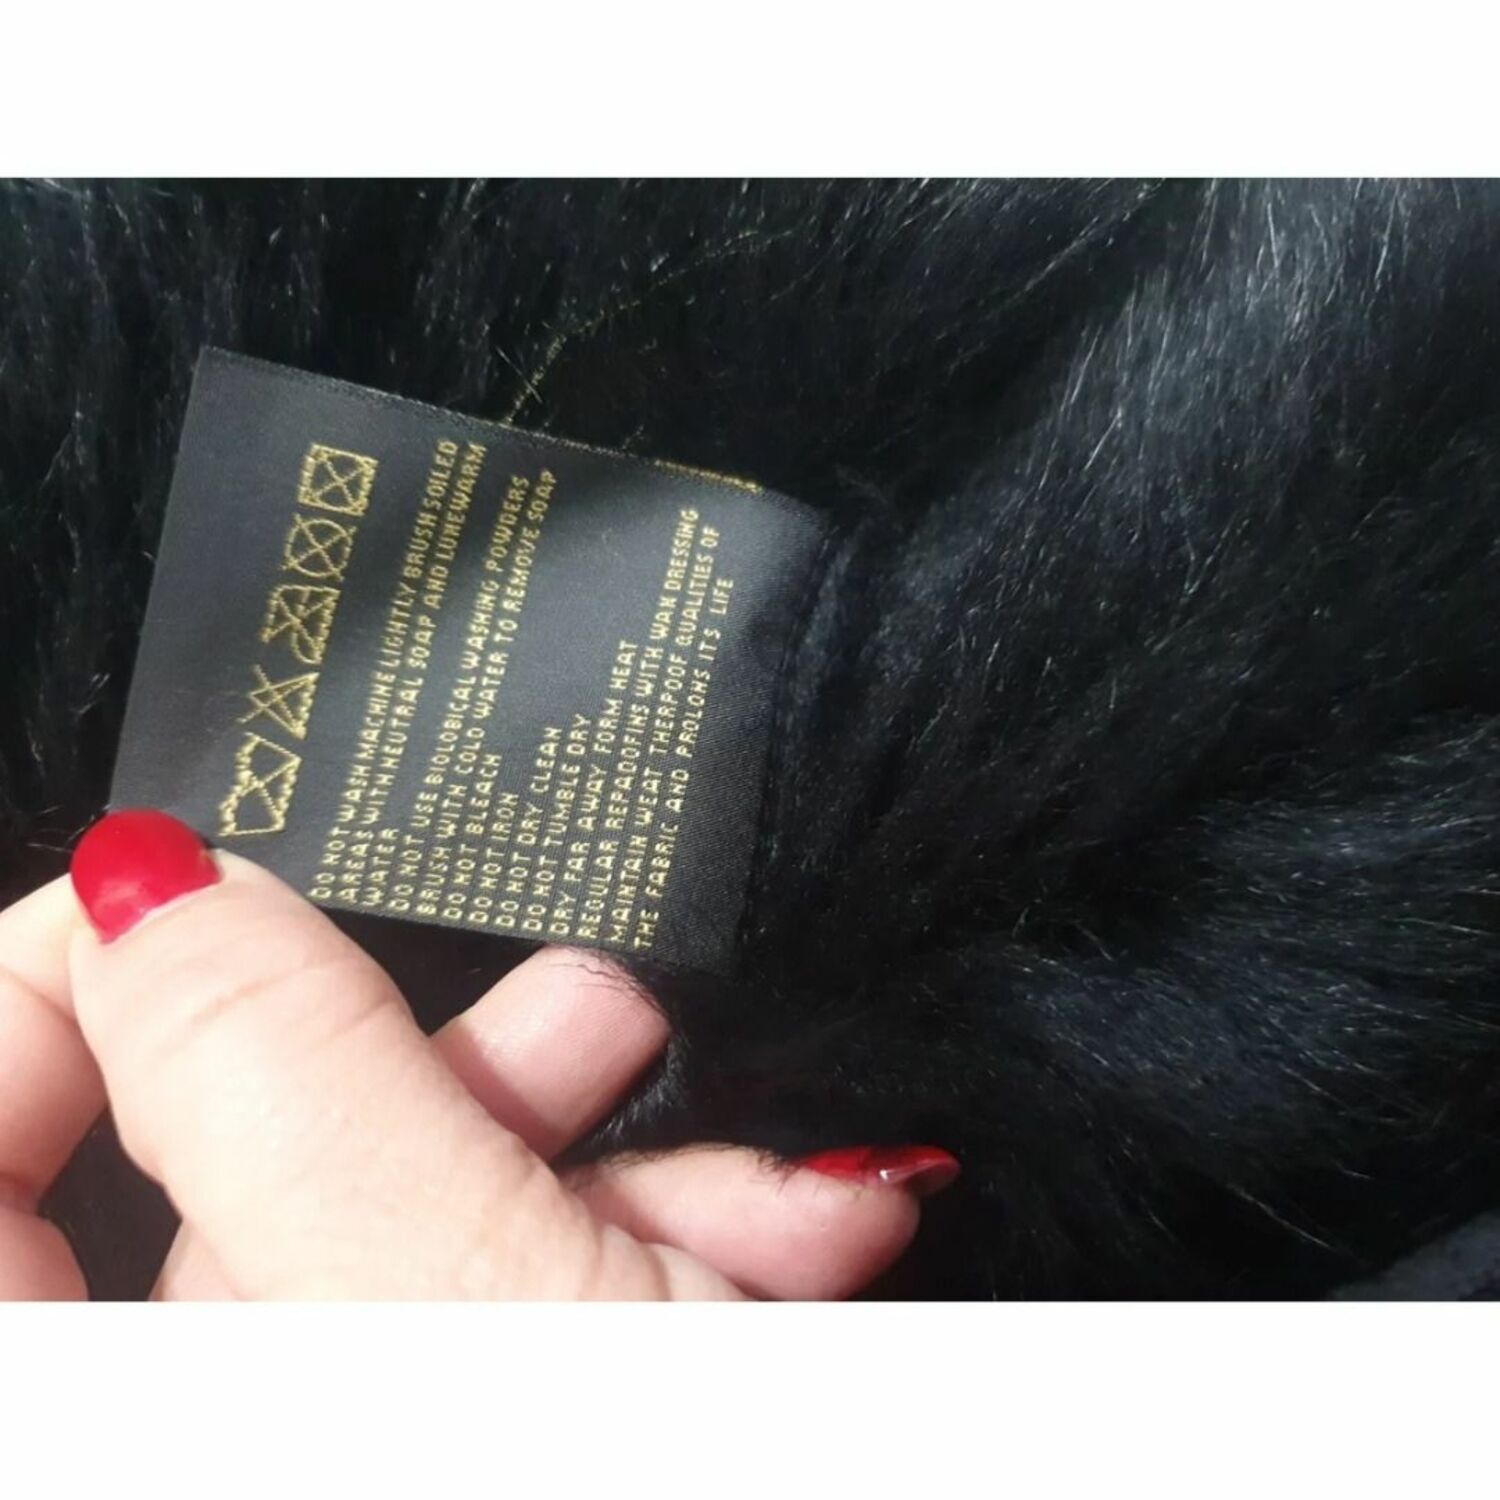 DO NOT WASH MACHINE LIGHTLY BRUSH SOILED
AREAS WITH NEUTRAL SOAP AND LUKEWARM
WATER
DO NOT USE BIOLOBICAL WASHING POWDERS
BRUSH WITH COLD WATER TO REMOVE SOAP
DO NOT BLEACH
DO NOT IRON
DO NOT DRY CLEAN
DO NOT TUMBLE DRY
DRY FAR AWAY FORM HEAT
REGULAR REPADOFINS WITH WAX DRESSING
MAINTAIN WEAT THERPOOF QUALITIES OF
THE FABRIC AND PROLONS ITS LIFE